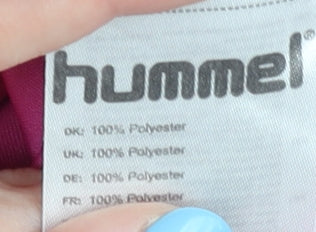 hummel®
DK: 100% Polyester
UK: 100% Polyester
DE: 100% Polyester
FR: 100% Polyester